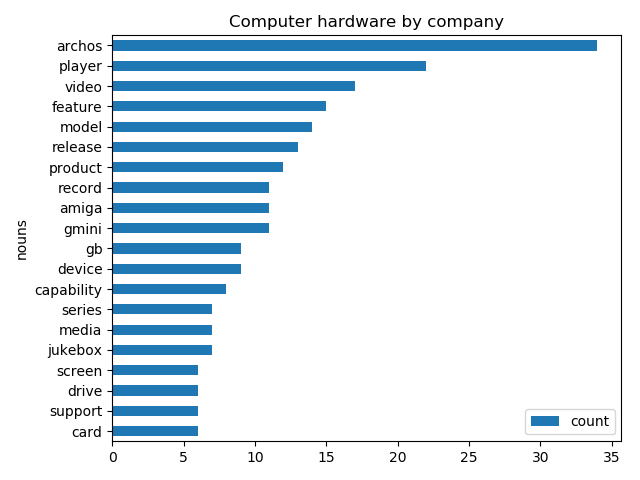 Computer hardware by company
nouns
archos
player
video
feature
model
release
product
record
amiga
gmini
gb
device
capability
series
media
jukebox
screen
drive
support
card
count
0 5 10 15 20 25 30 35